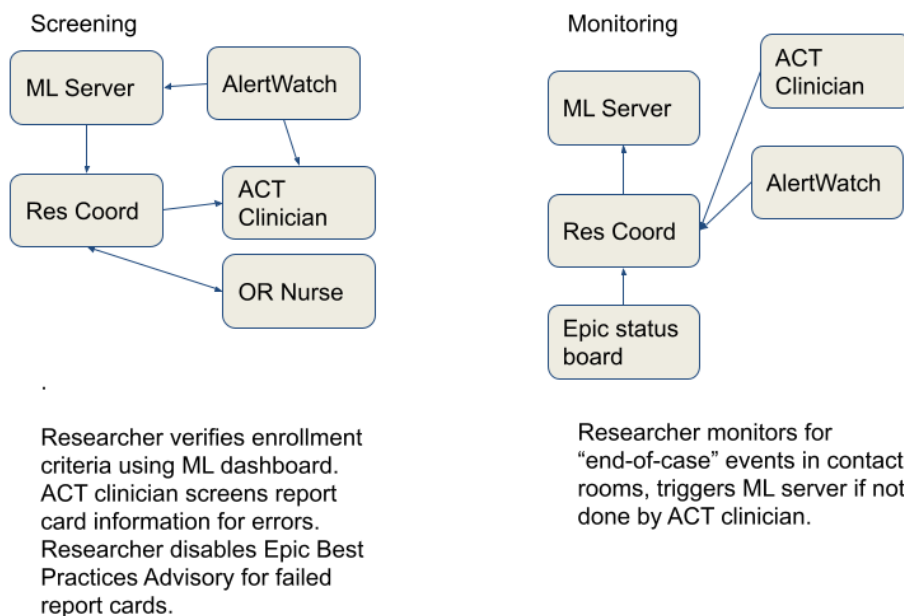 Screening
ML Server
AlertWatch
Res Coord
ACT
Clinician
OR Nurse
.
Researcher verifies enrollment
criteria using ML dashboard.
ACT clinician screens report
card information for errors.
Researcher disables Epic Best
Practices Advisory for failed
report cards.
Monitoring
ACT
Clinician
ML Server
AlertWatch
Res Coord
Epic status
board
Researcher monitors for
“end-of-case” events in contact
rooms, triggers ML server if not
done by ACT clinician.